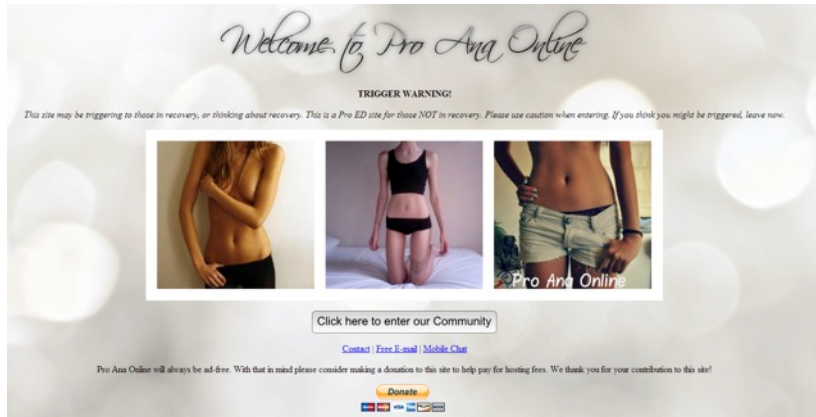 Welcome to Pro Ana Online
TRIGGER WARNING!
This site may be triggering to those in recovery, or thinking about recovery. This is a Pro ED site for those NOT in recovery. Please use caution when entering. If you think you might be triggered, leave now.
Pro Ana Online
Click here to enter our Community
Contact | Free E-mail | Mobile Chat
Pro Ana Online will always be ad-free. With that in mind please consider making a donation to this site to help pay for hosting fees. We thank you for your contribution to this site!
Donate
VISA